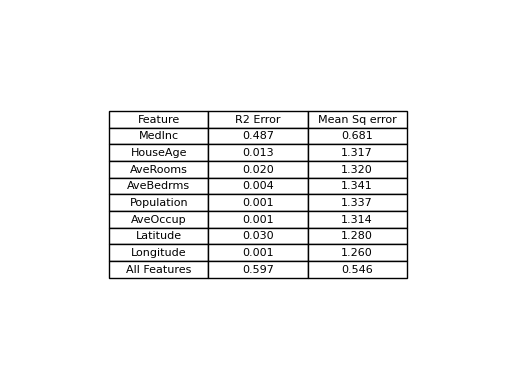 Feature R2 Error Mean Sq error
MedInc 0.487 0.681
HouseAge 0.013 1.317
AveRooms 0.020 1.320
AveBedrms 0.004 1.341
Population 0.001 1.337
AveOccup 0.001 1.314
Latitude 0.030 1.280
Longitude 0.001 1.260
All Features 0.597 0.546